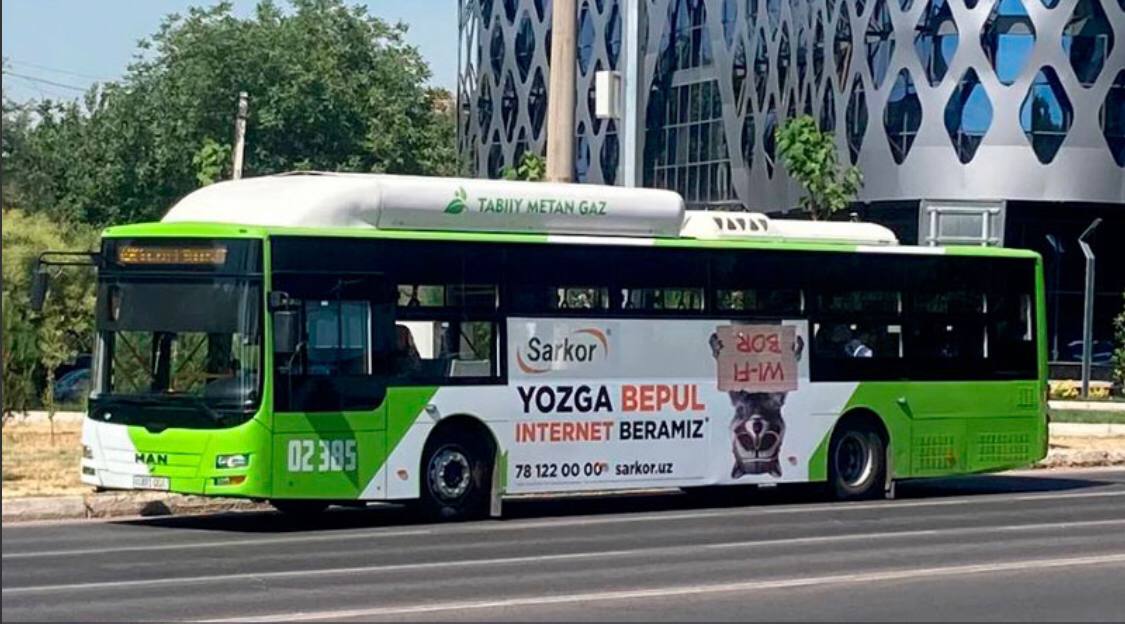 TABIIY METAN GAZ
Sarkor
YOZGA BEPUL
INTERNET BERAMIZ*
78 122 00 00 sarkor.uz
WI-FI
BOR
02 395
MAN